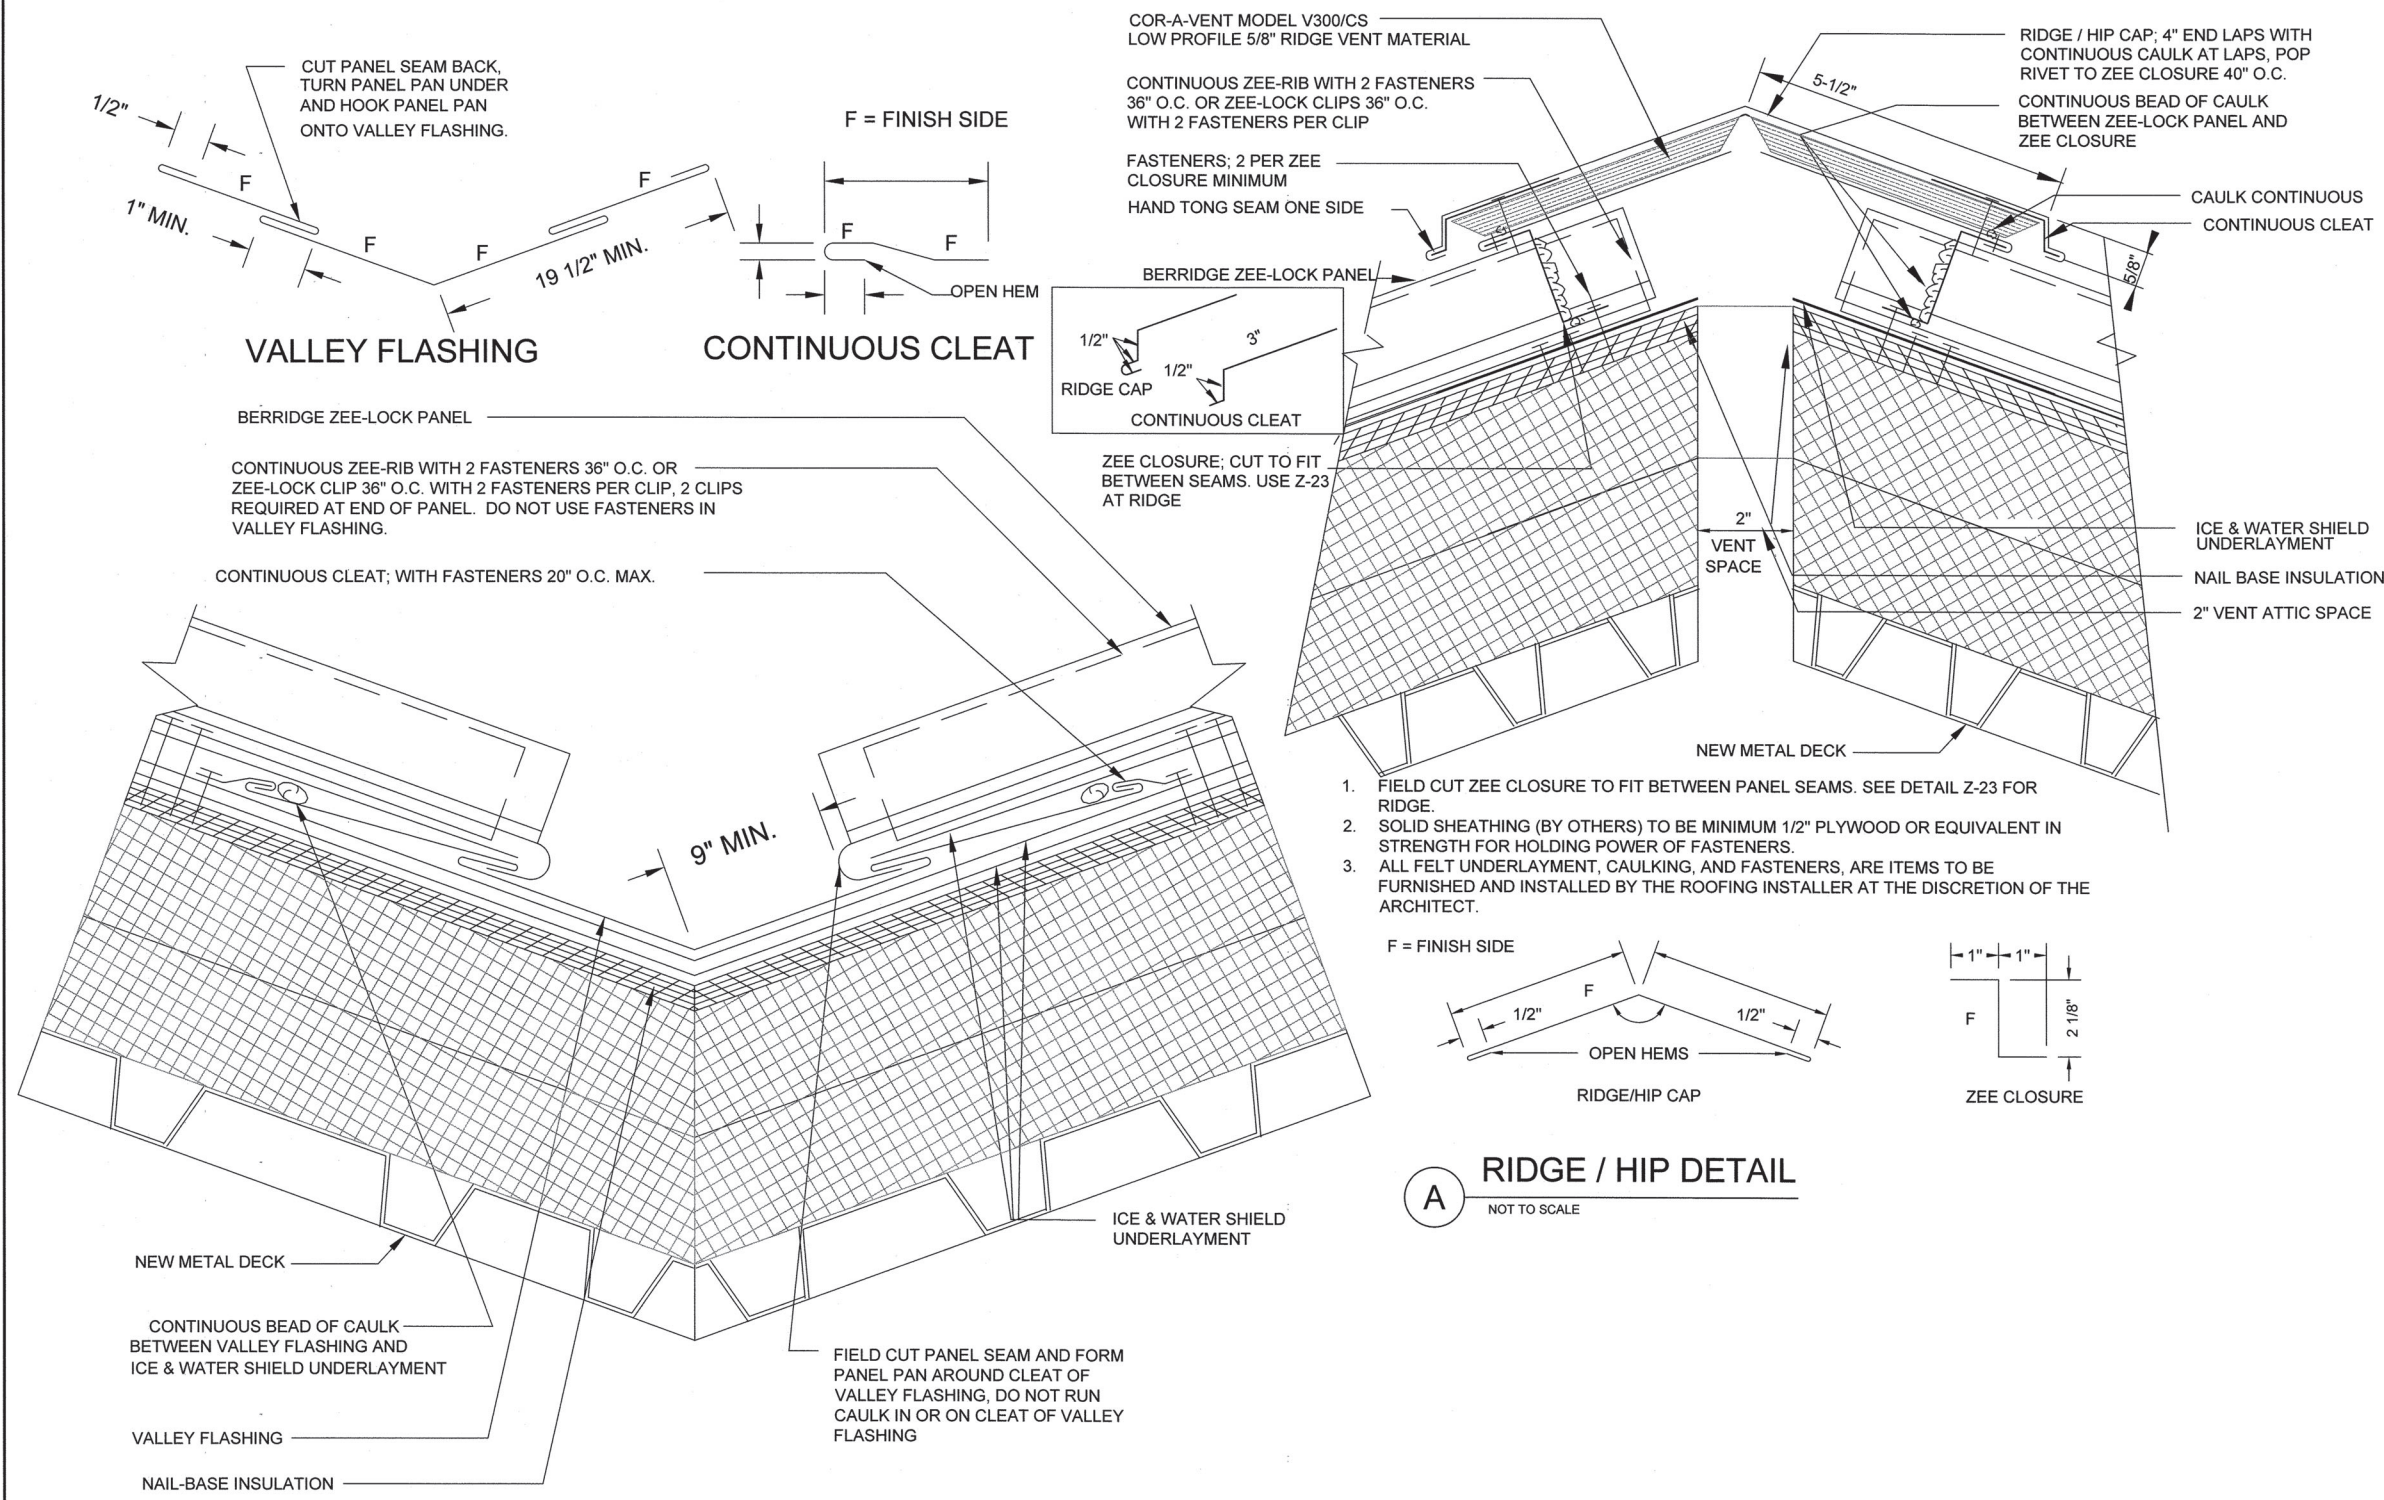 CUT PANEL SEAM BACK,
TURN PANEL PAN UNDER
AND HOOK PANEL PAN
ONTO VALLEY FLASHING.
1/2"
F
F
1" MIN.
F
F
19 1/2" MIN.
VALLEY FLASHING
F = FINISH SIDE
F
F
OPEN HEM
CONTINUOUS CLEAT
COR-A-VENT MODEL V300/CS
LOW PROFILE 5/8" RIDGE VENT MATERIAL
CONTINUOUS ZEE-RIB WITH 2 FASTENERS
36" O.C. OR ZEE-LOCK CLIPS 36" O.C.
WITH 2 FASTENERS PER CLIP
FASTENERS; 2 PER ZEE
CLOSURE MINIMUM
HAND TONG SEAM ONE SIDE
BERRIDGE ZEE-LOCK PANEL
1/2"
RIDGE CAP
1/2"
3"
CONTINUOUS CLEAT
ZEE CLOSURE; CUT TO FIT
BETWEEN SEAMS. USE Z-23
AT RIDGE
5-1/2"
RIDGE / HIP CAP; 4" END LAPS WITH
CONTINUOUS CAULK AT LAPS, POP
RIVET TO ZEE CLOSURE 40" O.C.
CONTINUOUS BEAD OF CAULK
BETWEEN ZEE-LOCK PANEL AND
ZEE CLOSURE
CAULK CONTINUOUS
CONTINUOUS CLEAT
5/8"
2"
VENT
SPACE
ICE & WATER SHIELD
UNDERLAYMENT
NAIL BASE INSULATION
2" VENT ATTIC SPACE
NEW METAL DECK
BERRIDGE ZEE-LOCK PANEL
CONTINUOUS ZEE-RIB WITH 2 FASTENERS 36" O.C. OR
ZEE-LOCK CLIP 36" O.C. WITH 2 FASTENERS PER CLIP, 2 CLIPS
REQUIRED AT END OF PANEL. DO NOT USE FASTENERS IN
VALLEY FLASHING.
CONTINUOUS CLEAT; WITH FASTENERS 20" O.C. MAX.
9" MIN.
NEW METAL DECK
CONTINUOUS BEAD OF CAULK
BETWEEN VALLEY FLASHING AND
ICE & WATER SHIELD UNDERLAYMENT
VALLEY FLASHING
NAIL-BASE INSULATION
ICE & WATER SHIELD
UNDERLAYMENT
FIELD CUT PANEL SEAM AND FORM
PANEL PAN AROUND CLEAT OF
VALLEY FLASHING, DO NOT RUN
CAULK IN OR ON CLEAT OF VALLEY
FLASHING
1. FIELD CUT ZEE CLOSURE TO FIT BETWEEN PANEL SEAMS. SEE DETAIL Z-23 FOR
RIDGE.
2. SOLID SHEATHING (BY OTHERS) TO BE MINIMUM 1/2" PLYWOOD OR EQUIVALENT IN
STRENGTH FOR HOLDING POWER OF FASTENERS.
3. ALL FELT UNDERLAYMENT, CAULKING, AND FASTENERS, ARE ITEMS TO BE
FURNISHED AND INSTALLED BY THE ROOFING INSTALLER AT THE DISCRETION OF THE
ARCHITECT.
F = FINISH SIDE
F
1/2"
1/2"
OPEN HEMS
RIDGE/HIP CAP
1"
1"
F
2 1/8"
ZEE CLOSURE
A
RIDGE / HIP DETAIL
NOT TO SCALE